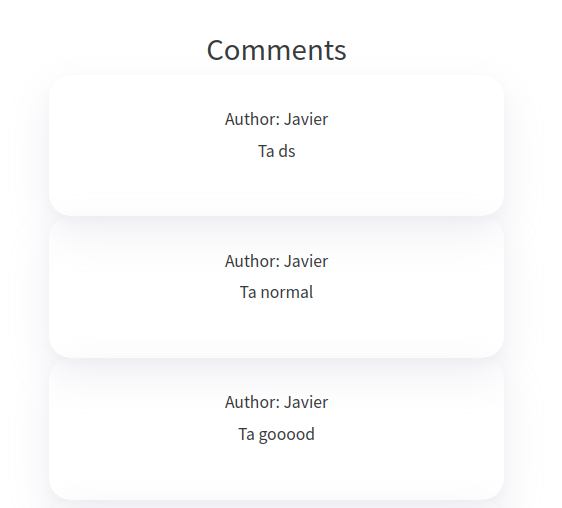 Comments
Author: Javier
Ta ds
Author: Javier
Ta normal
Author: Javier
Ta gooood